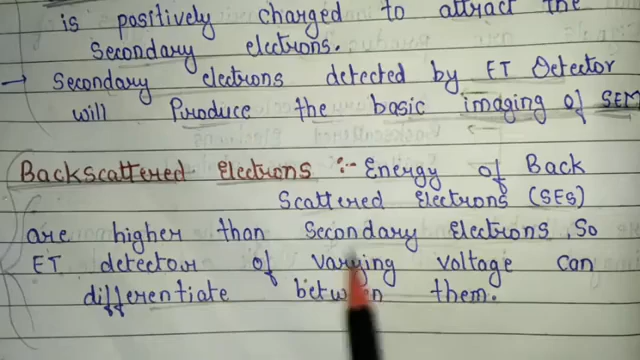 is positively charged to attract the
Secondary electrons.
→ Secondary electrons detected by ET Detector
will Produce the basic imaging of SEM
Backscattered Electrons :- Energy of Back
Scattered Electrons (SEs)
are higher than Secondary Electrons, So
ET detector of varying voltage can
differentiate between them.